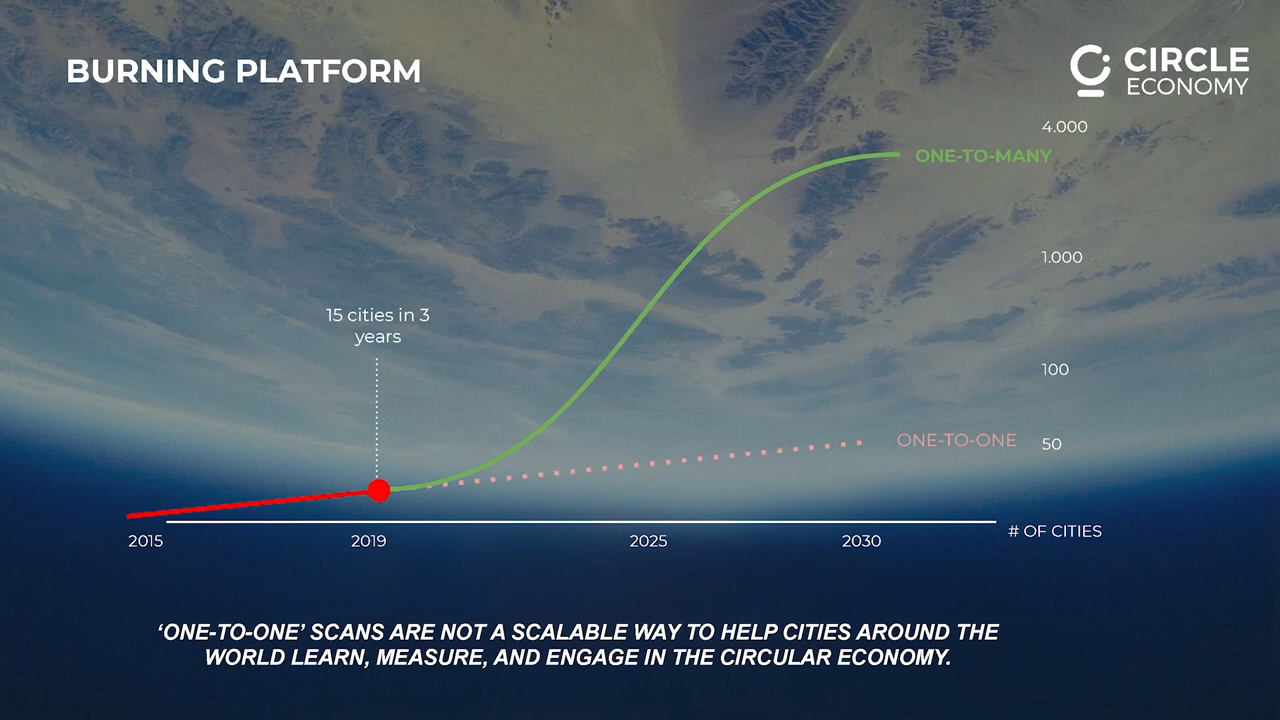 BURNING PLATFORM
CIRCLE
ECONOMY
4.000
ONE-TO-MANY
1.000
15 cities in 3
years
100
ONE-TO-ONE
50
# OF CITIES
2015
2019
2025
2030
‘ONE-TO-ONE’ SCANS ARE NOT A SCALABLE WAY TO HELP CITIES AROUND THE
WORLD LEARN, MEASURE, AND ENGAGE IN THE CIRCULAR ECONOMY.